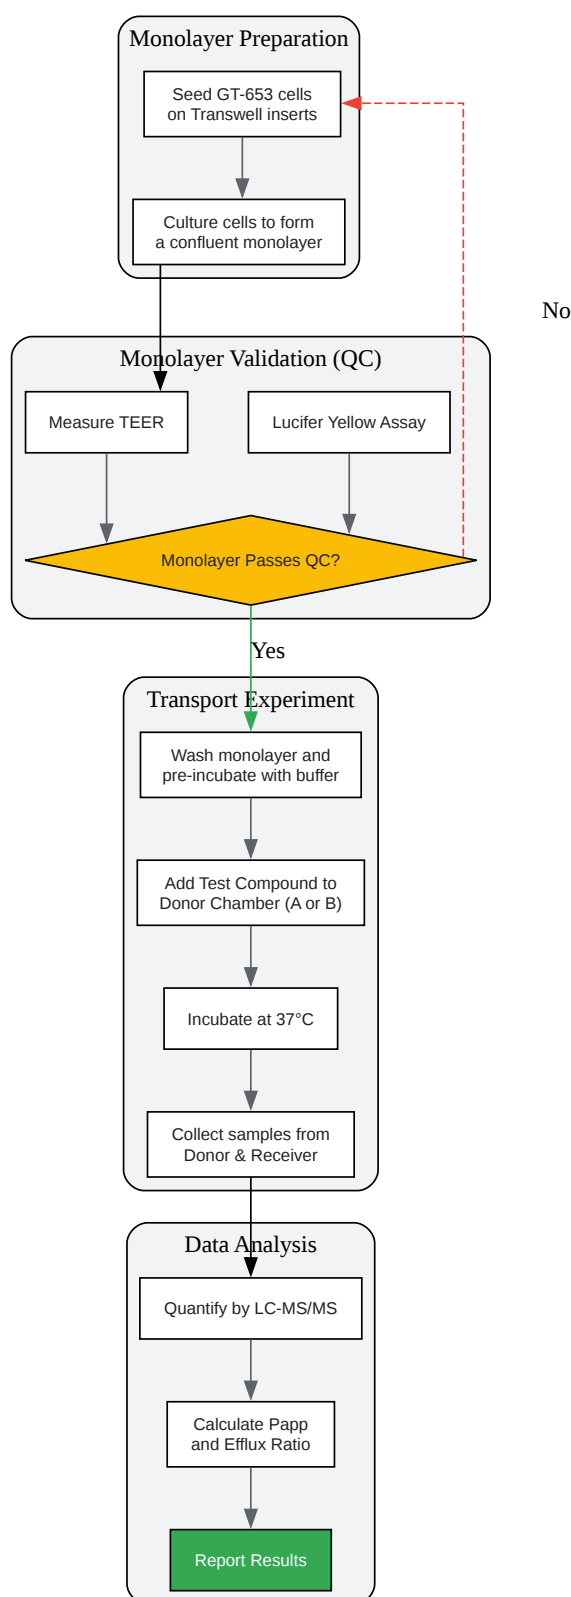 Monolayer Preparation
Seed GT-653 cells
on Transwell inserts
Culture cells to form
a confluent monolayer
No
Monolayer Validation (QC)
Measure TEER
Lucifer Yellow Assay
Monolayer Passes QC?
Yes
Transport Experiment
Wash monolayer and
pre-incubate with buffer
Add Test Compound to
Donor Chamber (A or B)
Incubate at 37°C
Collect samples from
Donor & Receiver
Data Analysis
Quantify by LC-MS/MS
Calculate Papp
and Efflux Ratio
Report Results